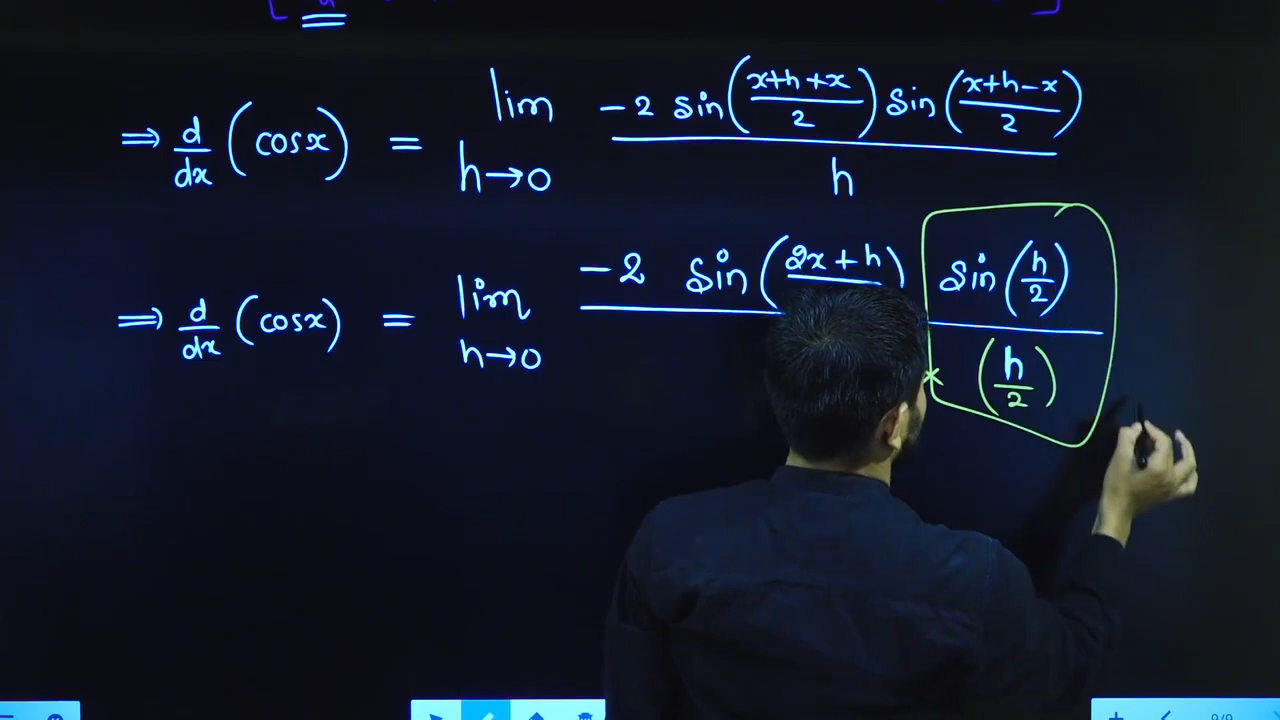 ⇒ d/dx (cosx) = lim h→0 -2 sin((x+h+x)/2) sin((x+h-x)/2) / h
⇒ d/dx (cosx) = lim h→0 -2 sin(2x+h) sin(h/2) / × (h/2)